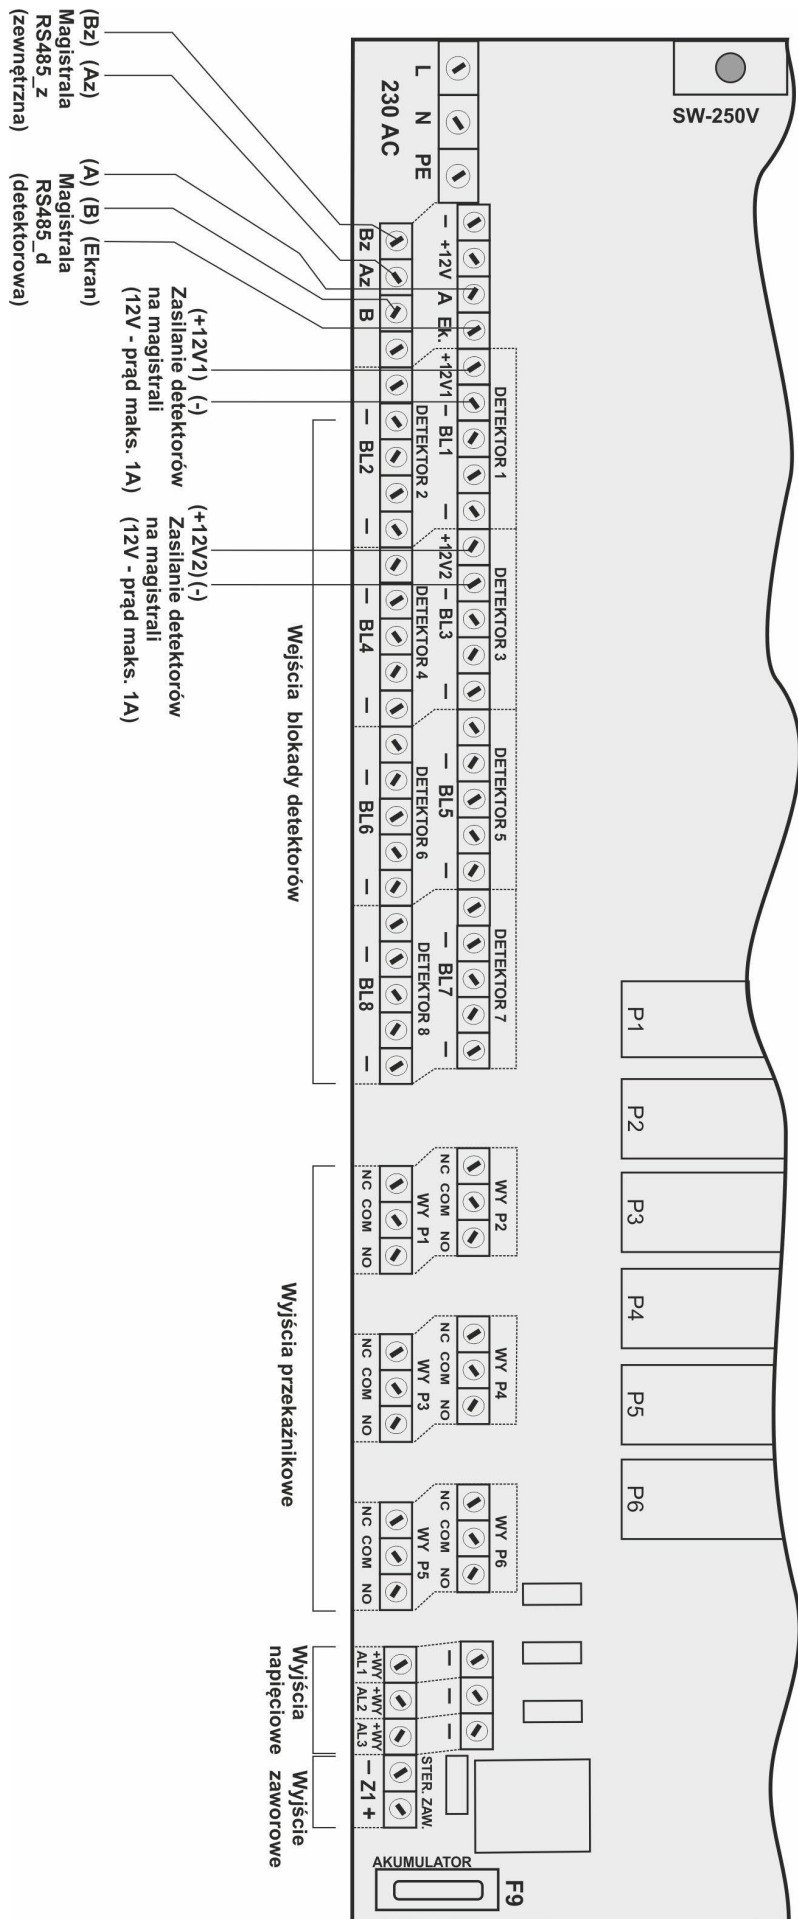 (Bz) (Az)
Magistrala
RS485_z
(zewnętrzna)
(A) (B) (Ekran)
Magistrala
RS485_d
(detektorowa)
(+12V1) (-)
Zasilanie detektorów
na magistrali
(12V - prąd maks. 1A)
(+12V2) (-)
Zasilanie detektorów
na magistrali
(12V - prąd maks. 1A)
Wejścia blokady detektorów
Wyjścia przekaźnikowe
Wyjścia
napięciowe
Wyjście
zaworowe
L N PE
230 AC
SW-250V
Bz Az B
– +12V A Ek. +12V1 – BL1 –
+12V2 – BL3 –
– BL5 –
– BL7 –
DETEKTOR 1
DETEKTOR 3
DETEKTOR 5
DETEKTOR 7
DETEKTOR 2
DETEKTOR 4
DETEKTOR 6
DETEKTOR 8
– BL2 –
– BL4 –
– BL6 –
– BL8 –
P1
P2
P3
P4
P5
P6
WY P2
NC COM NO
WY P1
NC COM NO
WY P4
NC COM NO
WY P3
NC COM NO
WY P6
NC COM NO
WY P5
NC COM NO
– – –
+WY +WY +WY
AL1 AL2 AL3
STER. ZAW.
– Z1 +
AKUMULATOR
F9